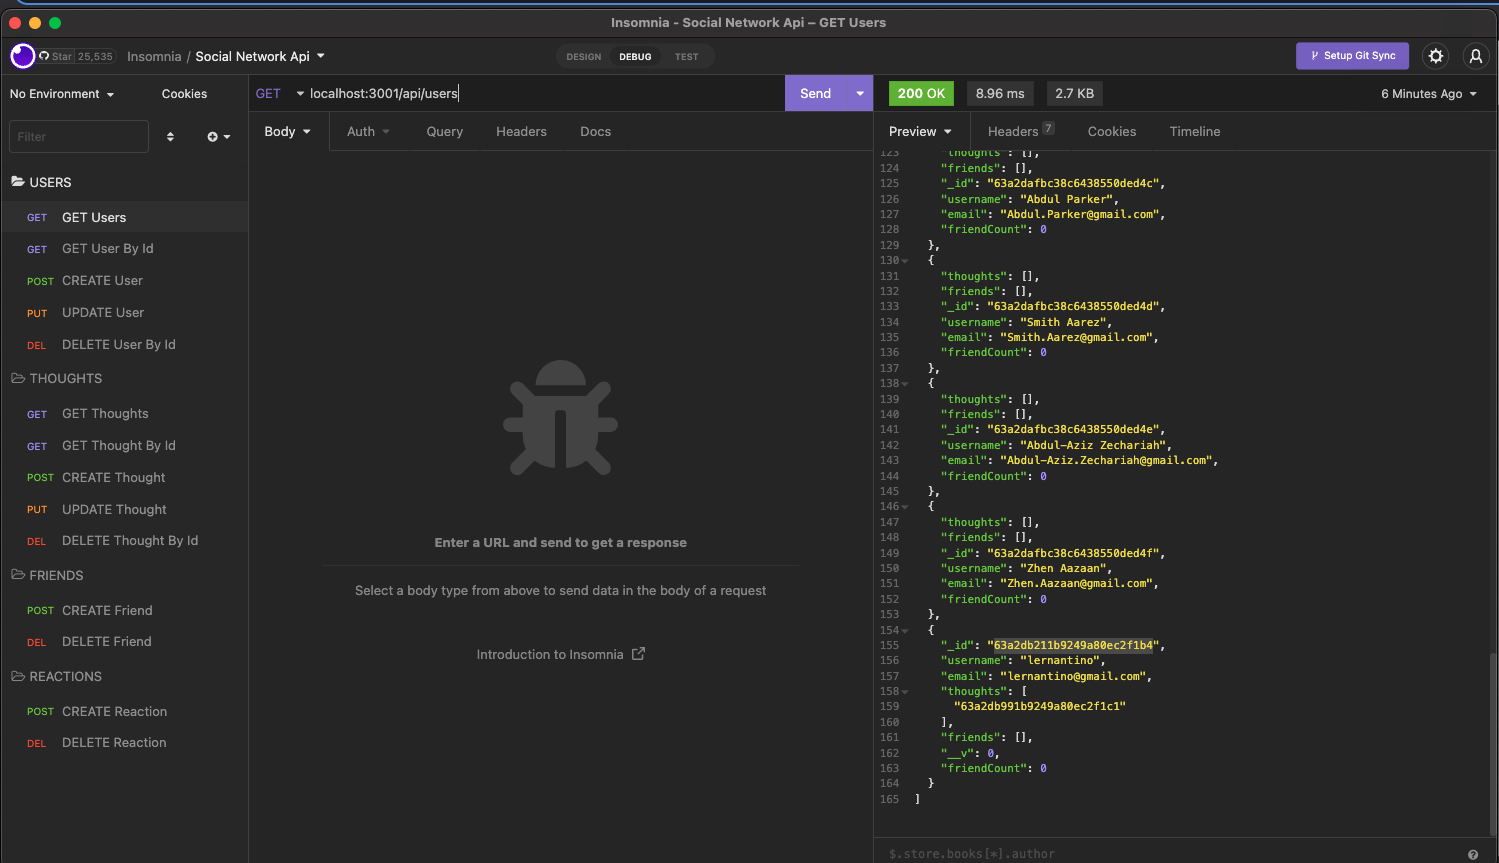 Insomnia - Social Network Api – GET Users
Star 25,535
Insomnia / Social Network Api
DESIGN DEBUG TEST
Setup Git Sync
No Environment Cookies
GET localhost:3001/api/users Send
200 OK 8.96 ms 2.7 KB 6 Minutes Ago
Filter
Body Auth Query Headers Docs
Preview Headers 7 Cookies Timeline
USERS
GET GET Users
GET GET User By Id
POST CREATE User
PUT UPDATE User
DEL DELETE User By Id
THOUGHTS
GET GET Thoughts
GET GET Thought By Id
POST CREATE Thought
PUT UPDATE Thought
DEL DELETE Thought By Id
FRIENDS
POST CREATE Friend
DEL DELETE Friend
REACTIONS
POST CREATE Reaction
DEL DELETE Reaction
Enter a URL and send to get a response
Select a body type from above to send data in the body of a request
Introduction to Insomnia
123 "thoughts": [],
124 "friends": [],
125 "_id": "63a2dafbc38c6438550ded4c",
126 "username": "Abdul Parker",
127 "email": "Abdul.Parker@gmail.com",
128 "friendCount": 0
129 },
130 {
131 "thoughts": [],
132 "friends": [],
133 "_id": "63a2dafbc38c6438550ded4d",
134 "username": "Smith Aarez",
135 "email": "Smith.Aarez@gmail.com",
136 "friendCount": 0
137 },
138 {
139 "thoughts": [],
140 "friends": [],
141 "_id": "63a2dafbc38c6438550ded4e",
142 "username": "Abdul-Aziz Zechariah",
143 "email": "Abdul-Aziz.Zechariah@gmail.com",
144 "friendCount": 0
145 },
146 {
147 "thoughts": [],
148 "friends": [],
149 "_id": "63a2dafbc38c6438550ded4f",
150 "username": "Zhen Aazaan",
151 "email": "Zhen.Aazaan@gmail.com",
152 "friendCount": 0
153 },
154 {
155 "_id": "63a2db211b9249a80ec2f1b4",
156 "username": "lernantino",
157 "email": "lernantino@gmail.com",
158 "thoughts": [
159 "63a2db991b9249a80ec2f1c1"
160 ],
161 "friends": [],
162 "__v": 0,
163 "friendCount": 0
164 }
165 ]
$.store.books[*].author